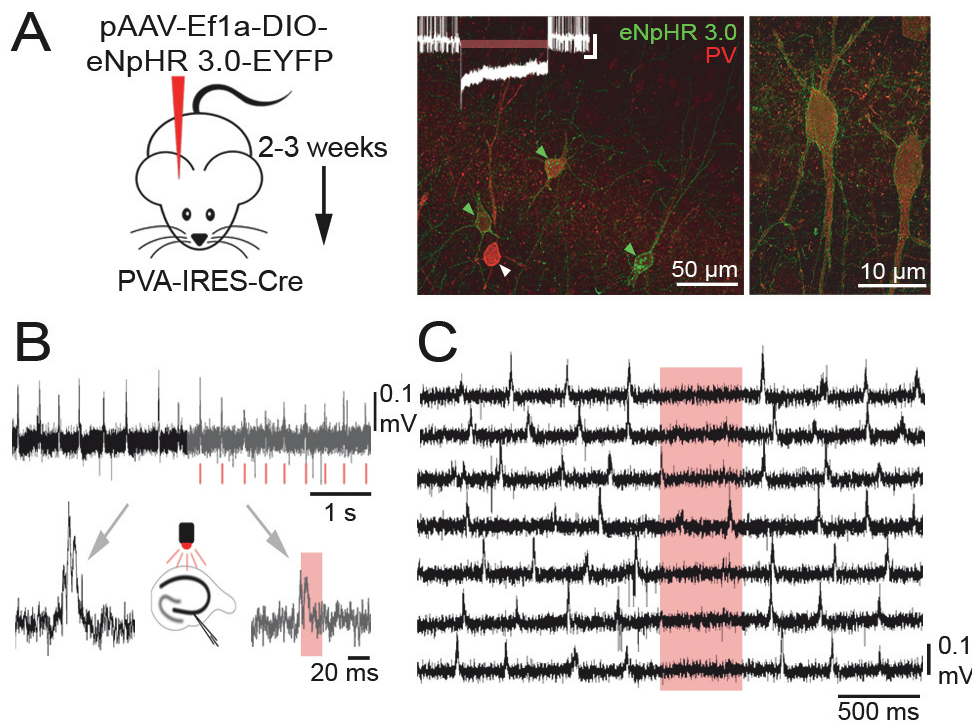 A
pAAV-Ef1a-DIO-
eNpHR 3.0-EYFP
2-3 weeks
PVA-IRES-Cre
eNpHR 3.0
PV
50 µm
10 µm
B
0.1
mV
1 s
20 ms
C
0.1
mV
500 ms